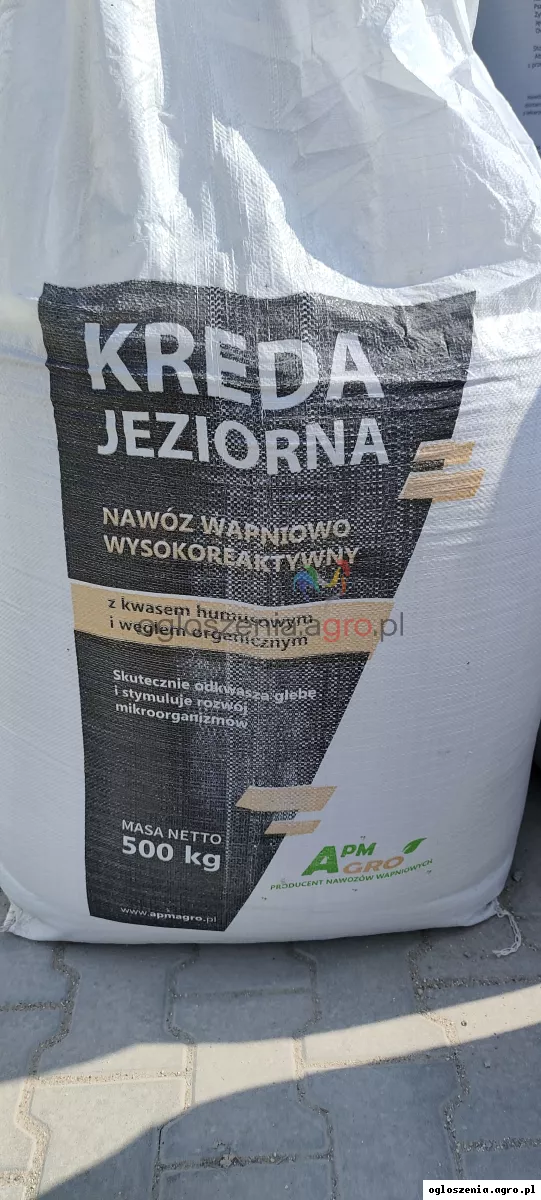 KREDA
JEZIORNA
NAWÓZ WAPNIOWO
WYSOKOREAKTYWNY
z kwasem humusowym
i węglem organicznym
ogloszenia.agro.pl
Skutecznie odkwasza glebę
i stymuluje rozwój
mikroorganizmów
MASA NETTO
500 kg
APM
AGRO
PRODUCENT NAWOZÓW WAPNIOWYCH
www.apmagro.pl
ogloszenia.agro.pl